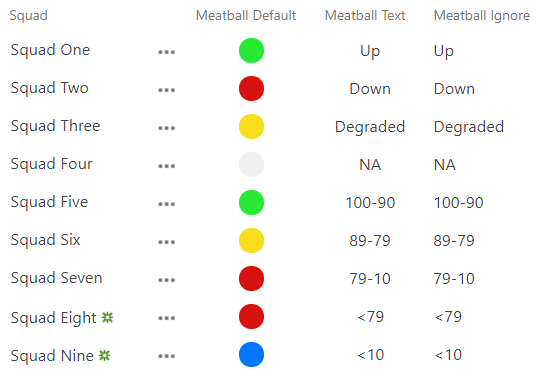 Squad Meatball Default Meatball Text Meatball Ignore
Squad One ••• Up Up
Squad Two ••• Down Down
Squad Three ••• Degraded Degraded
Squad Four ••• NA NA
Squad Five ••• 100-90 100-90
Squad Six ••• 89-79 89-79
Squad Seven ••• 79-10 79-10
Squad Eight ••• <79 <79
Squad Nine ••• <10 <10